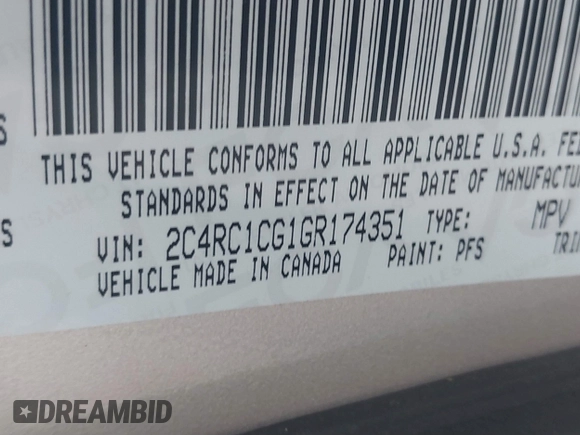 S
THIS VEHICLE CONFORMS TO ALL APPLICABLE U.S.A.
STANDARDS IN EFFECT ON THE DATE OF
S
VIN: 2C4RC1CG1GR174351 TYPE: MPV
VEHICLE MADE IN CANADA PAINT: PFS
DREAMBID